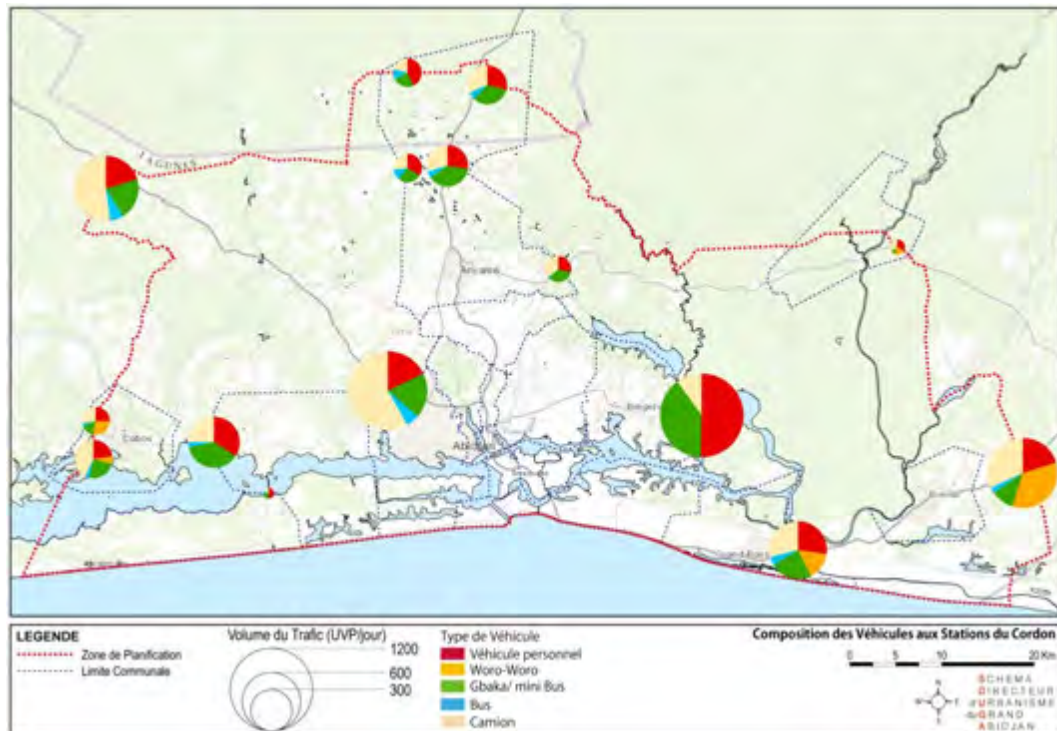 LAGUNES
Anyama
Dabou
Abidjan
LEGENDE
Zone de Planification
Limite Communale
Volume du Trafic (UVP/jour)
1200
600
300
Type de Véhicule
Véhicule personnel
Woro-Woro
Gbaka/ mini Bus
Bus
Camion
Composition des Véhicules aux Stations du Cordon
0 5 10 20 Km
N
SCHEMA
DIRECTEUR
d'URBANISME
du GRAND
ABIDJAN